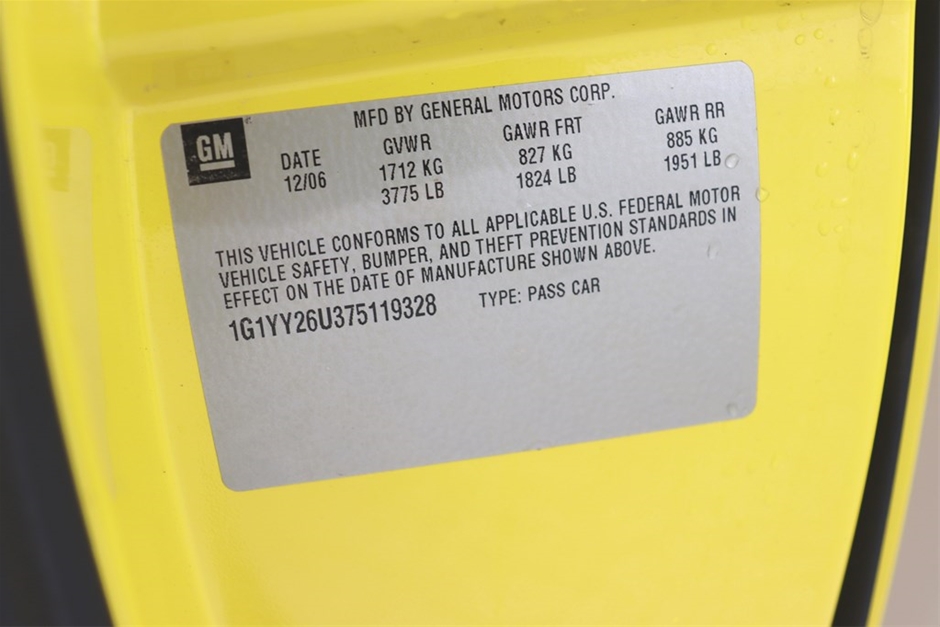 MFD BY GENERAL MOTORS CORP.
GM
DATE GVWR GAWR FRT GAWR RR
12/06 1712 KG 827 KG 885 KG
3775 LB 1824 LB 1951 LB
THIS VEHICLE CONFORMS TO ALL APPLICABLE U.S. FEDERAL MOTOR
VEHICLE SAFETY, BUMPER, AND THEFT PREVENTION STANDARDS IN
EFFECT ON THE DATE OF MANUFACTURE SHOWN ABOVE.
1G1YY26U375119328 TYPE: PASS CAR